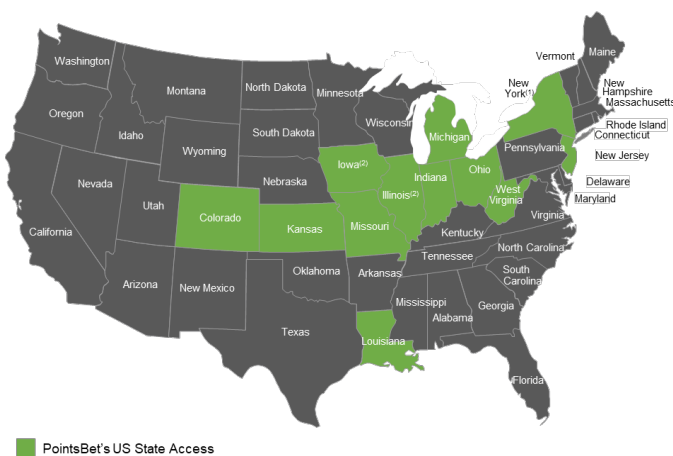 Washington
Montana
North Dakota
Minnesota
Vermont
Maine
Oregon
Idaho
Wyoming
South Dakota
Wisconsin
Michigan
New
York(1)
New
Hampshire
Massachusetts
Rhode Island
Connecticut
New Jersey
Pennsylvania
Delaware
Maryland
Nevada
Utah
Colorado
Nebraska
Iowa(2)
Kansas
Missouri
Illinois(2)
Indiana
Ohio
West
Virginia
Virginia
Kentucky
California
Arizona
New Mexico
Oklahoma
Arkansas
Tennessee
North Carolina
South
Carolina
Texas
Louisiana
Mississippi
Alabama
Georgia
Florida
PointsBet's US State Access